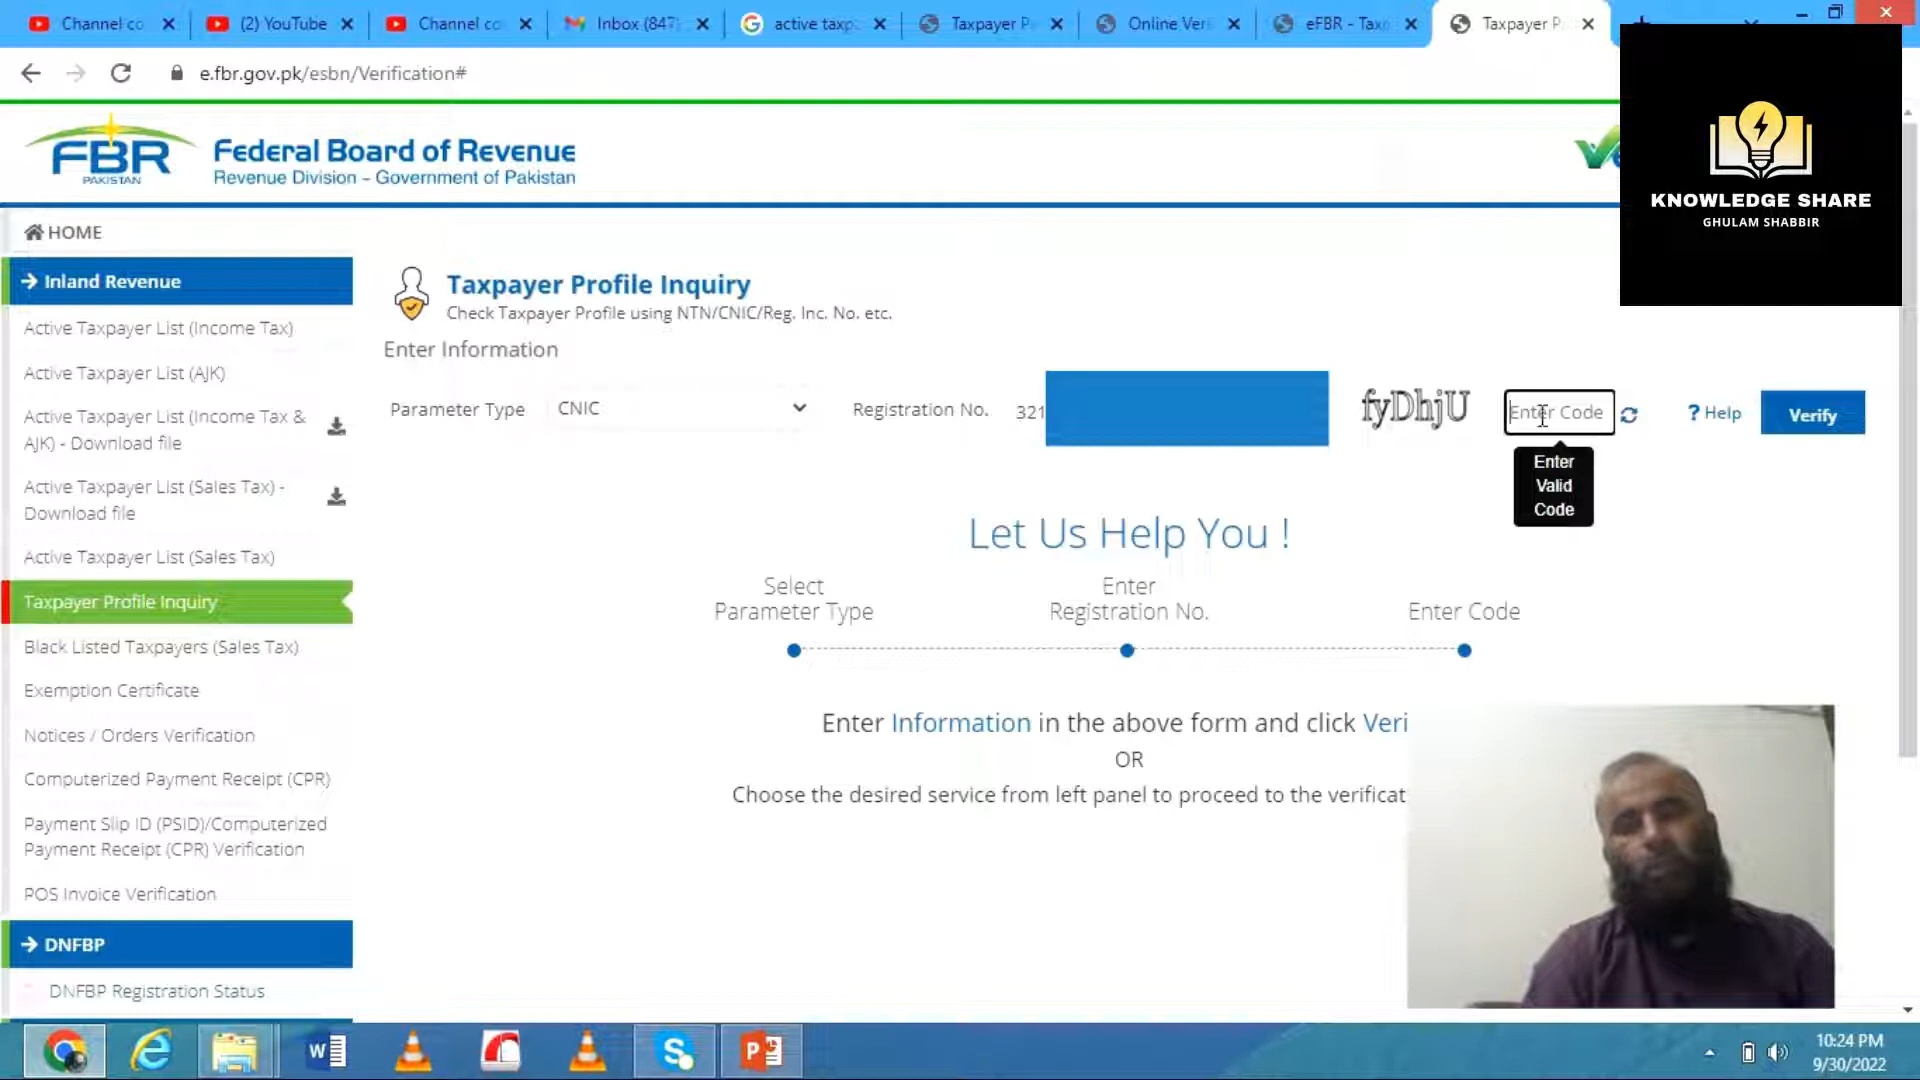 Channel co
(2) YouTube
Channel co
Inbox (847
active taxp
Taxpayer P
Online Veri
eFBR - Taxp
Taxpayer P
e.fbr.gov.pk/esbn/Verification#
FBR
PAKISTAN
Federal Board of Revenue
Revenue Division – Government of Pakistan
KNOWLEDGE SHARE
GHULAM SHABBIR
HOME
Inland Revenue
Active Taxpayer List (Income Tax)
Active Taxpayer List (AJK)
Active Taxpayer List (Income Tax &
AJK) - Download file
Active Taxpayer List (Sales Tax) -
Download file
Active Taxpayer List (Sales Tax)
Taxpayer Profile Inquiry
Black Listed Taxpayers (Sales Tax)
Exemption Certificate
Notices / Orders Verification
Computerized Payment Receipt (CPR)
Payment Slip ID (PSID)/Computerized
Payment Receipt (CPR) Verification
POS Invoice Verification
DNFBP
DNFBP Registration Status
Taxpayer Profile Inquiry
Check Taxpayer Profile using NTN/CNIC/Reg. Inc. No. etc.
Enter Information
Parameter Type CNIC Registration No. 321 fyDhjU Enter Code ? Help Verify
Enter
Valid
Code
Let Us Help You !
Select
Parameter Type
Enter
Registration No.
Enter Code
Enter Information in the above form and click Veri
OR
Choose the desired service from left panel to proceed to the verificat
10:24 PM
9/30/2022